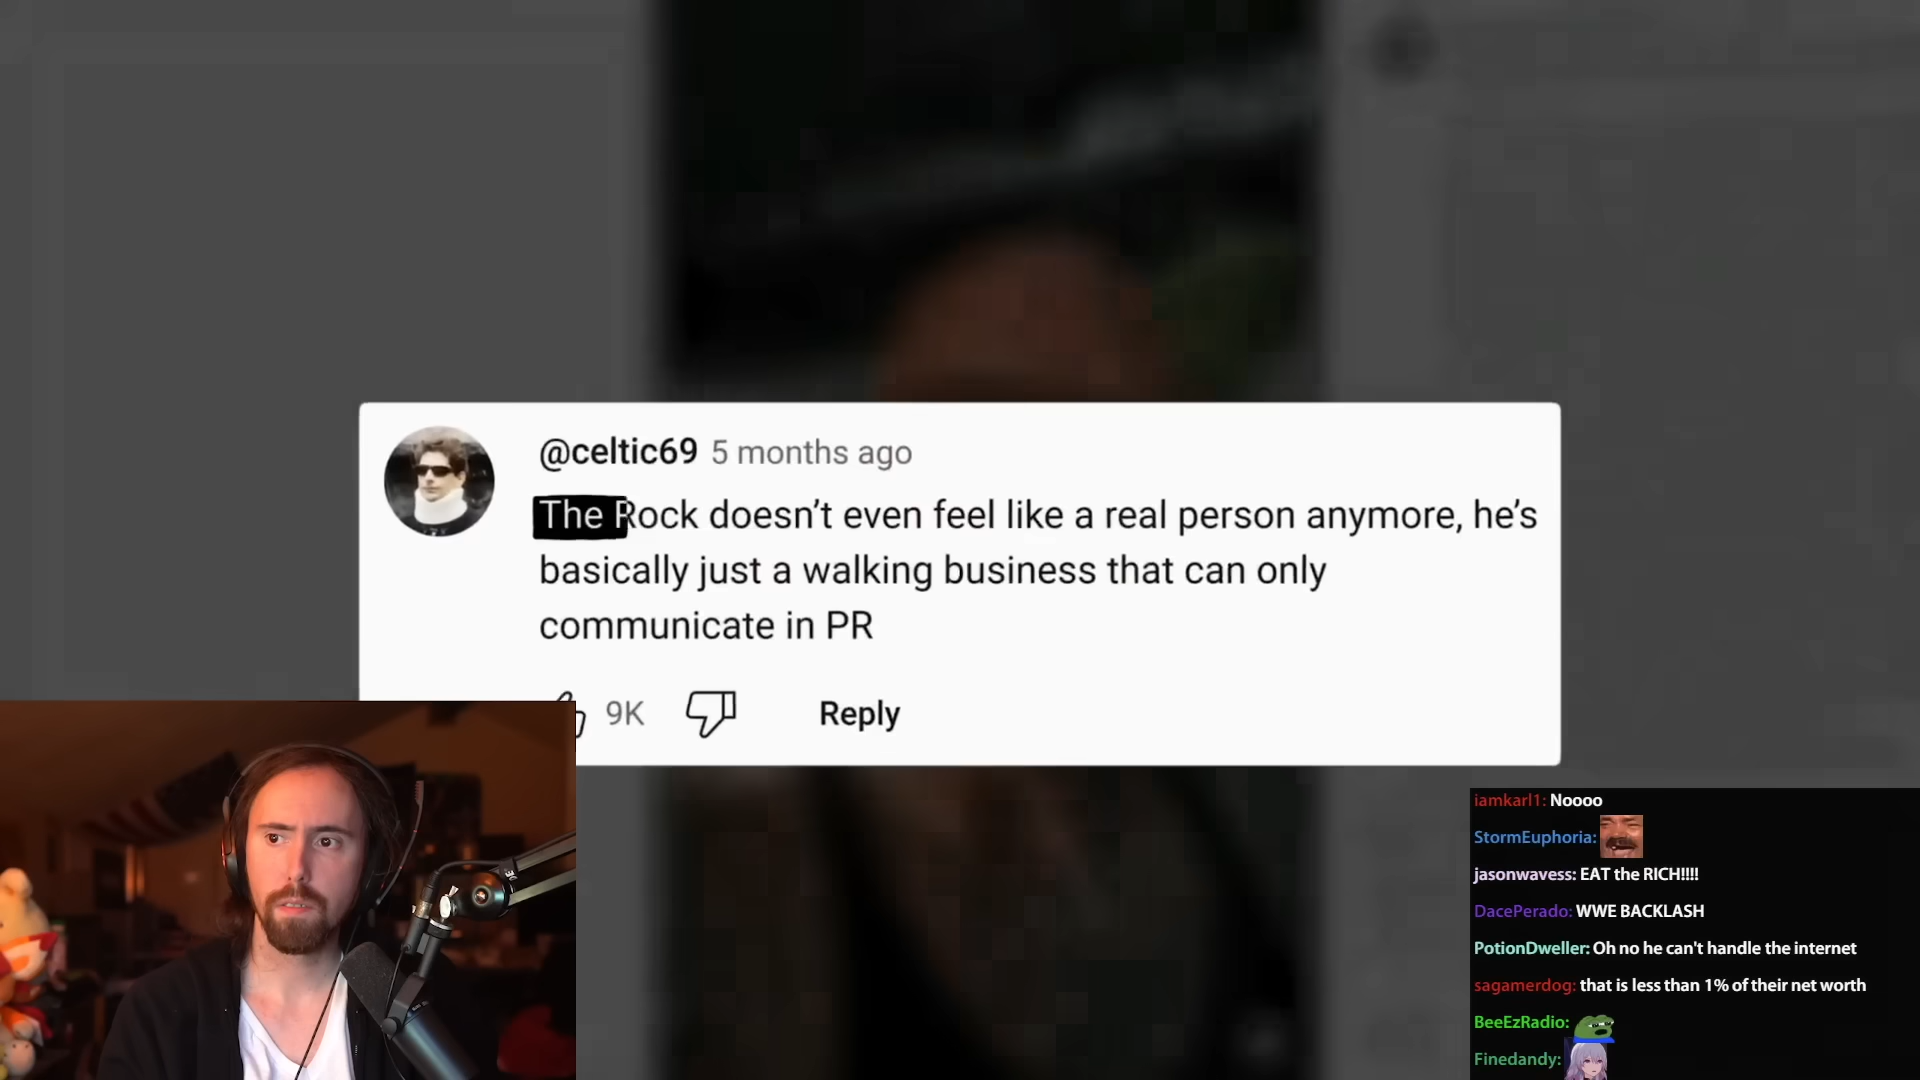 @celtic69 5 months ago
The Rock doesn’t even feel like a real person anymore, he’s
basically just a walking business that can only
communicate in PR
9K Reply
iamkarl1: Noooo
StormEuphoria:
jasonwavess: EAT the RICH!!!!
DacePerado: WWE BACKLASH
PotionDweller: Oh no he can't handle the internet
sagamerdog: that is less than 1% of their net worth
BeeEzRadio:
Finedandy: